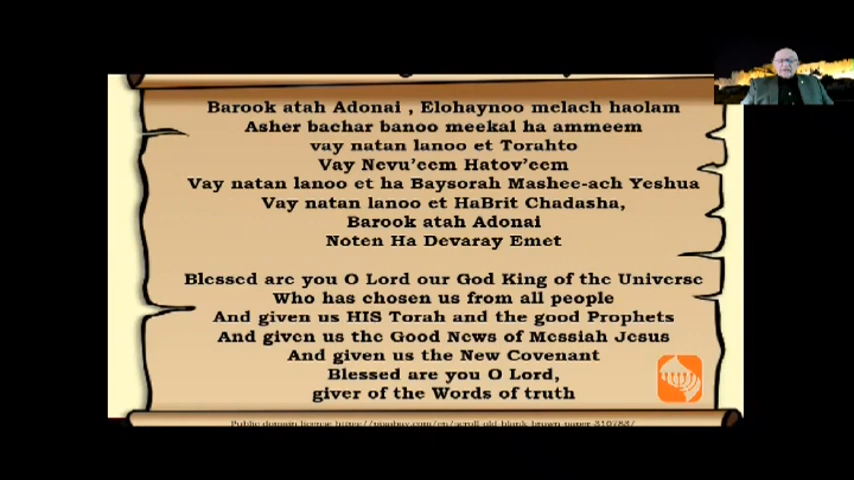 Barook atah Adonai , Elohaynoo melach haolam
Asher bachar banoo meekal ha ammeem
vay natan lanoo et Torahto
Vay Nevu'eem Hatov'eem
Vay natan lanoo et ha Baysorah Mashee-ach Yeshua
Vay natan lanoo et HaBrit Chadasha,
Barook atah Adonai
Noten Ha Devaray Emet
Blessed are you O Lord our God King of the Universe
Who has chosen us from all people
And given us HIS Torah and the good Prophets
And given us the Good News of Messiah Jesus
And given us the New Covenant
Blessed are you O Lord,
giver of the Words of truth
Public domain license